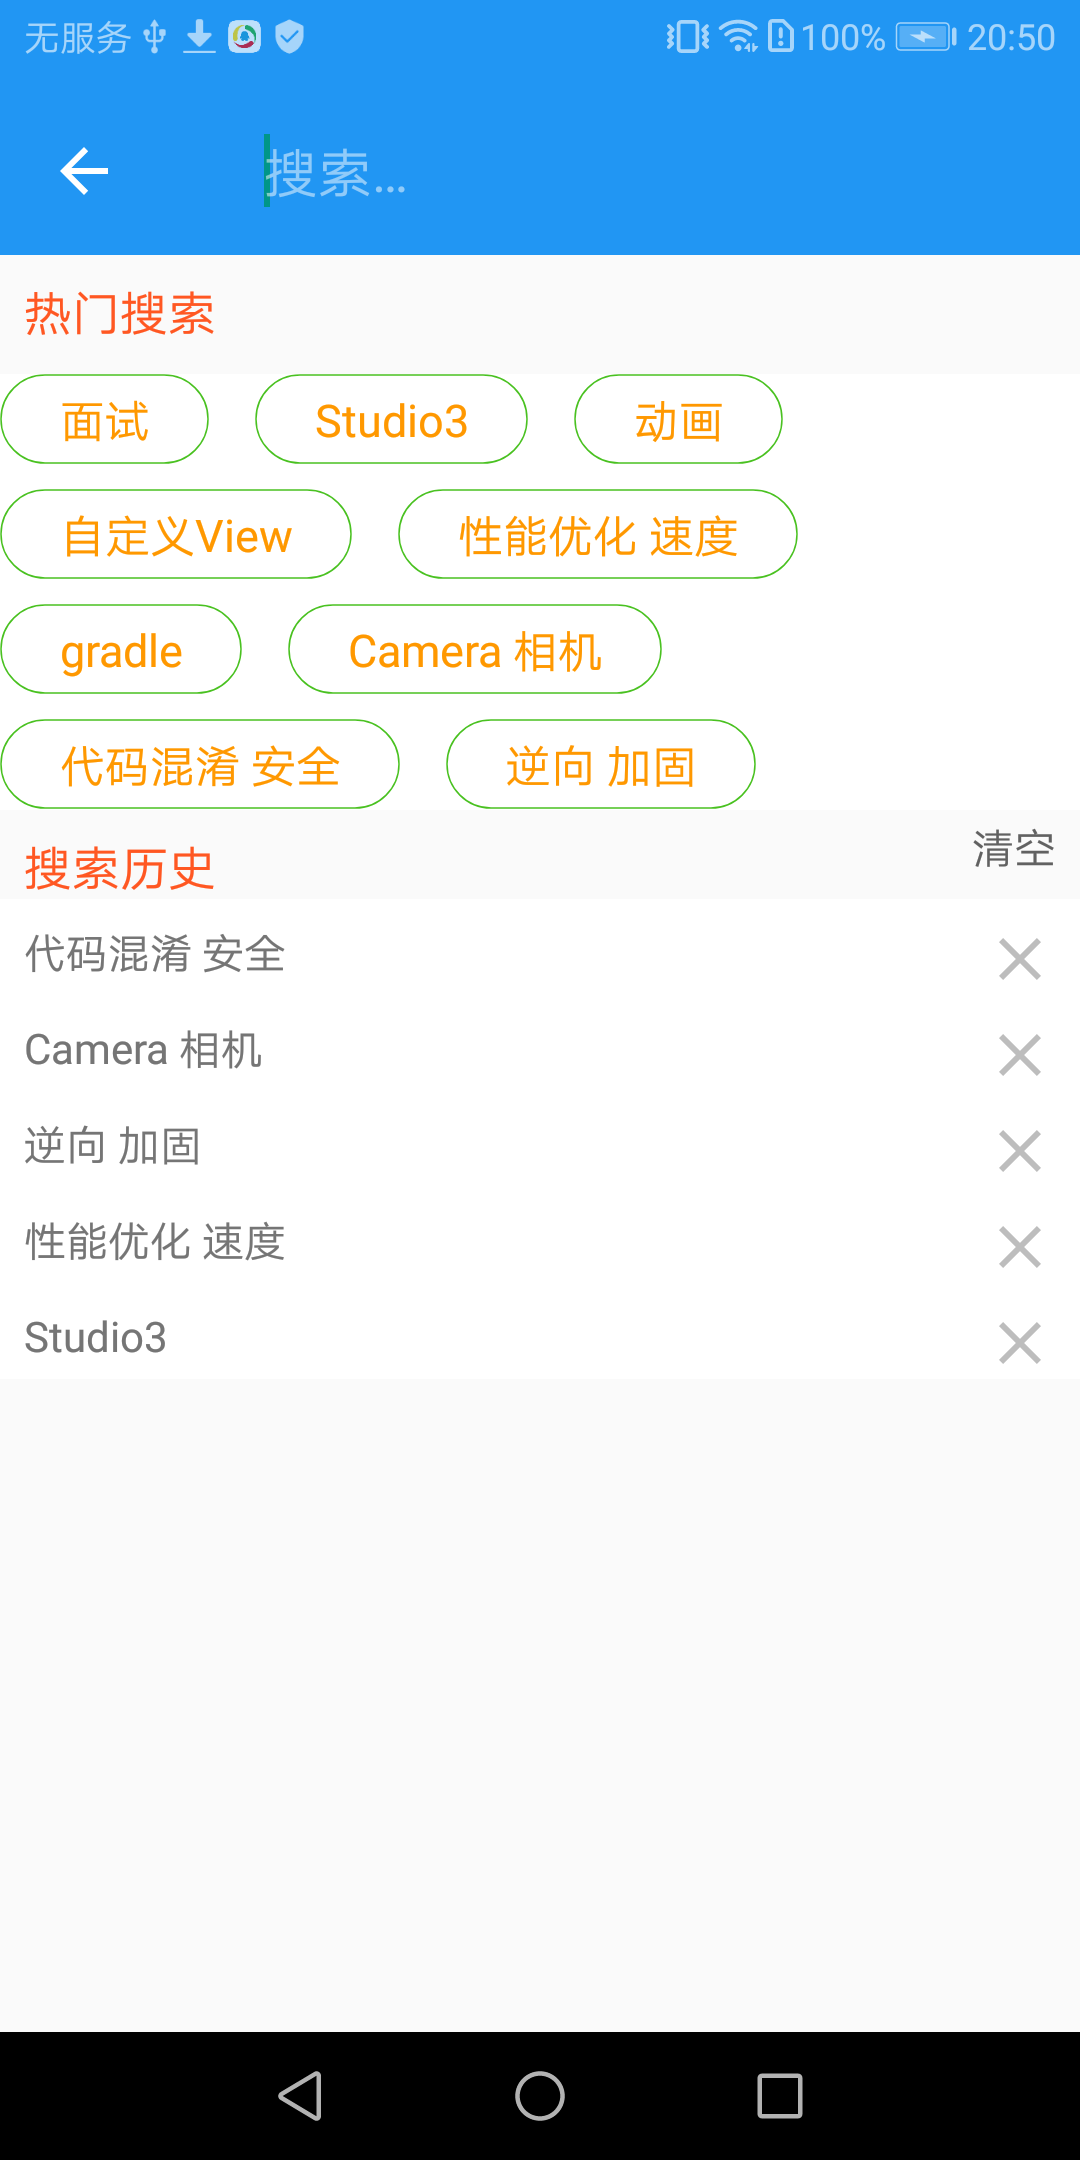 无服务 100% 20:50
搜索...
热门搜索
面试 Studio3 动画
自定义View 性能优化 速度
gradle Camera 相机
代码混淆 安全 逆向 加固
搜索历史 清空
代码混淆 安全
Camera 相机
逆向 加固
性能优化 速度
Studio3